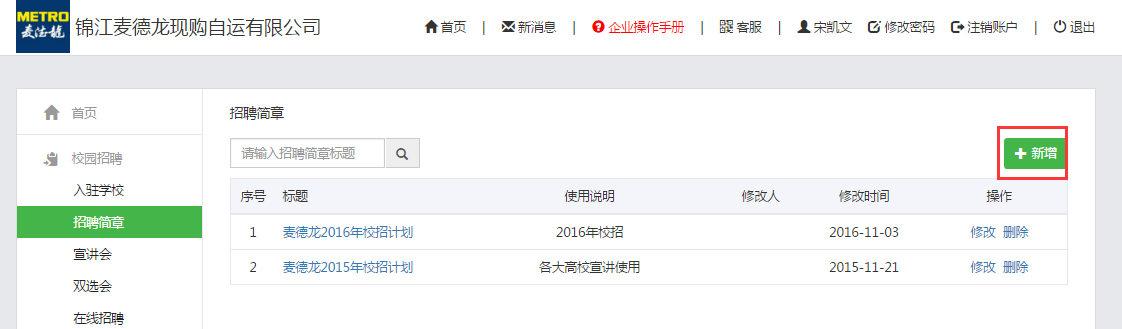 METRO
麦德龍
锦江麦德龙现购自运有限公司
首页 | 新消息 | 企业操作手册 | 客服 | 宋凯文 修改密码 注销账户 | 退出
首页
校园招聘
入驻学校
招聘简章
宣讲会
双选会
在线招聘
招聘简章
请输入招聘简章标题
新增
序号 标题 使用说明 修改人 修改时间 操作
1 麦德龙2016年校招计划 2016年校招 2016-11-03 修改 删除
2 麦德龙2015年校招计划 各大高校宣讲使用 2015-11-21 修改 删除